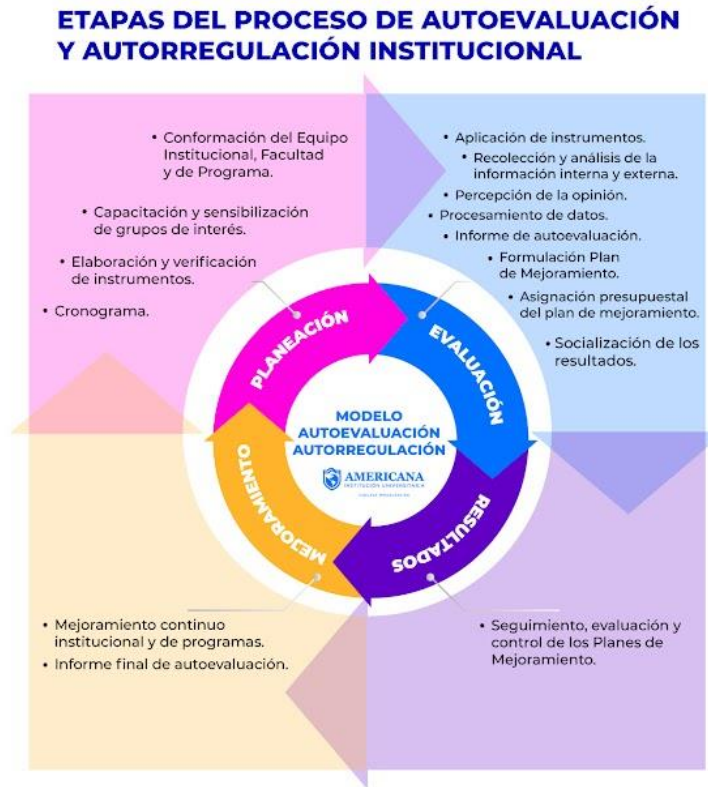 ETAPAS DEL PROCESO DE AUTOEVALUACIÓN
Y AUTORREGULACIÓN INSTITUCIONAL
• Conformación del Equipo
Institucional, Facultad
y de Programa.
• Capacitación y sensibilización
de grupos de interés.
• Elaboración y verificación
de instrumentos.
• Cronograma.
• Aplicación de instrumentos.
• Recolección y análisis de la
información interna y externa.
• Percepción de la opinión.
• Procesamiento de datos.
• Informe de autoevaluación.
• Formulación Plan
de Mejoramiento.
• Asignación presupuestal
del plan de mejoramiento.
• Socialización de los
resultados.
PLANEACIÓN
EVALUACIÓN
RESULTADOS
MEJORAMIENTO
MODELO
AUTOEVALUACIÓN
AUTORREGULACIÓN
AMERICANA
INSTITUCIÓN UNIVERSITARIA
• Mejoramiento continuo
institucional y de programas.
• Informe final de autoevaluación.
• Seguimiento, evaluación y
control de los Planes de
Mejoramiento.